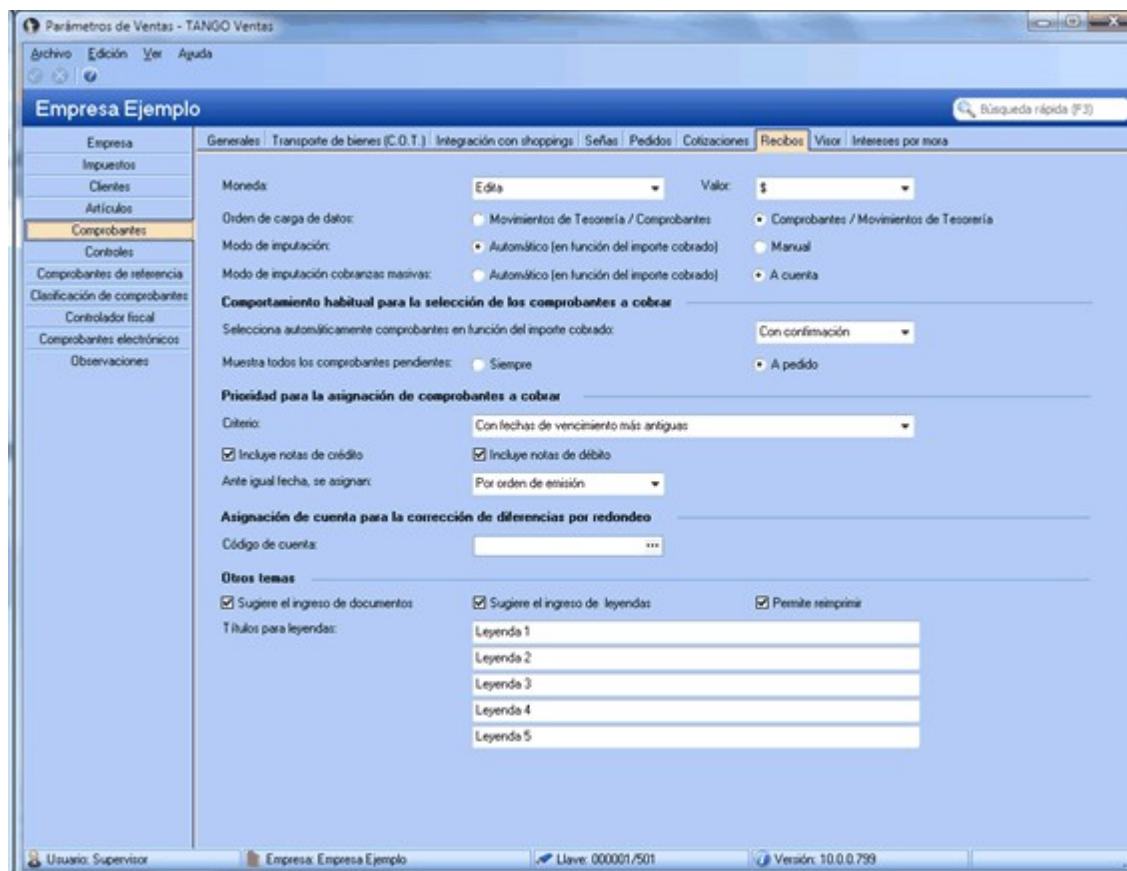 Parámetros de Ventas - TANGO Ventas
Archivo Edición Ver Ayuda
Empresa Ejemplo
Búsqueda rápida (F3)
Empresa
Impuestos
Clientes
Artículos
Comprobantes
Controles
Comprobantes de referencia
Clasificación de comprobantes
Controlador fiscal
Comprobantes electrónicos
Observaciones
Generales Transporte de bienes (C.O.T.) Integración con shoppings Señas Pedidos Cotizaciones Recibos Visor Intereses por mora
Moneda: Edita Valor: $
Orden de carga de datos: Movimientos de Tesorería / Comprobantes Comprobantes / Movimientos de Tesorería
Modo de imputación: Automático (en función del importe cobrado) Manual
Modo de imputación cobranzas masivas: Automático (en función del importe cobrado) A cuenta
Comportamiento habitual para la selección de los comprobantes a cobrar
Selecciona automáticamente comprobantes en función del importe cobrado: Con confirmación
Muestra todos los comprobantes pendientes: Siempre A pedido
Prioridad para la asignación de comprobantes a cobrar
Criterio: Con fechas de vencimiento más antiguas
Incluye notas de crédito Incluye notas de débito
Ante igual fecha, se asignan: Por orden de emisión
Asignación de cuenta para la corrección de diferencias por redondeo
Código de cuenta: ...
Otros temas
Sugiere el ingreso de documentos Sugiere el ingreso de leyendas Permite reimprimir
Títulos para leyendas: Leyenda 1
Leyenda 2
Leyenda 3
Leyenda 4
Leyenda 5
Usuario: Supervisor Empresa: Empresa Ejemplo Llave: 000001/501 Versión: 10.0.0.799